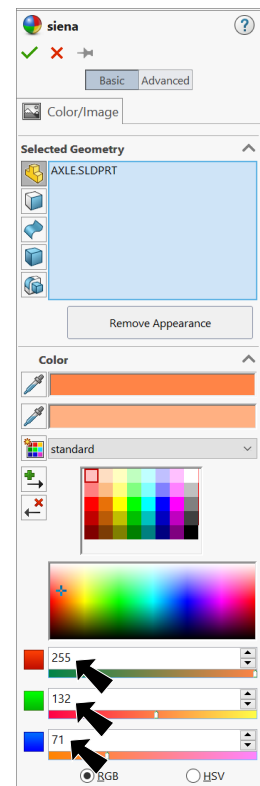 siena ?
Basic Advanced
Color/Image
Selected Geometry
AXLE.SLDPRT
Remove Appearance
Color
standard
255
132
71
RGB HSV